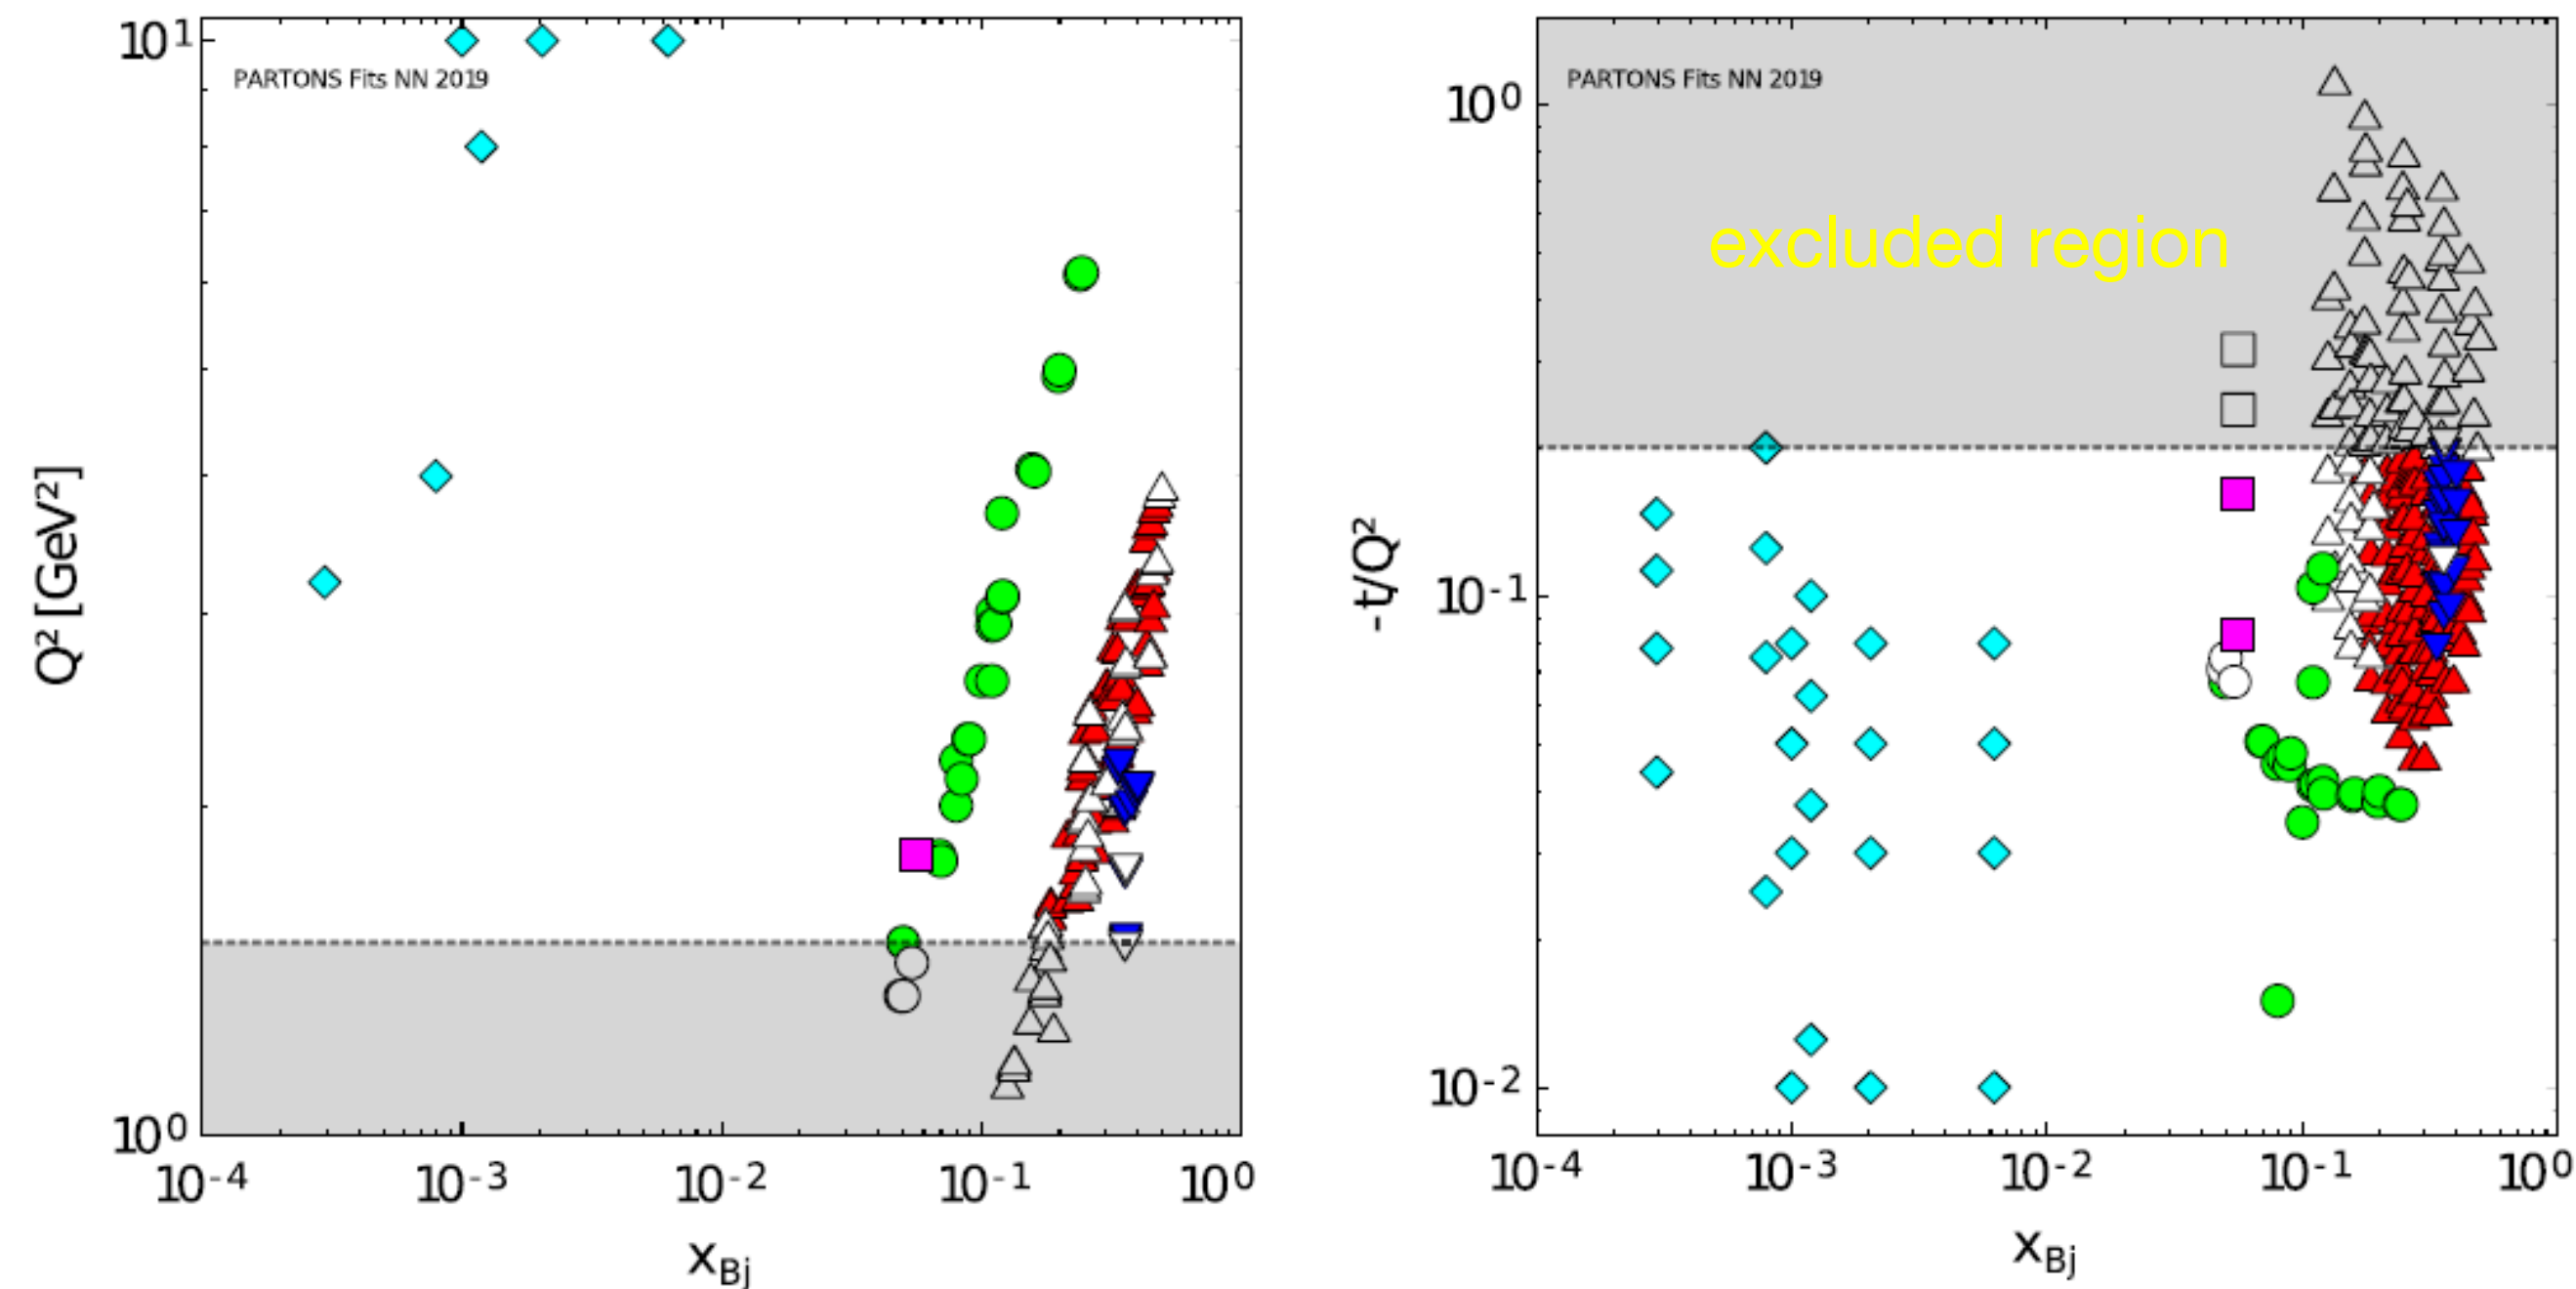 10¹
PARTONS Fits NN 2019
Q² [GeV²]
10⁰
10⁻⁴ 10⁻³ 10⁻² 10⁻¹ 10⁰
x_Bj
PARTONS Fits NN 2019
10⁰
excluded region
-t/Q²
10⁻¹
10⁻²
10⁻⁴ 10⁻³ 10⁻² 10⁻¹ 10⁰
x_Bj